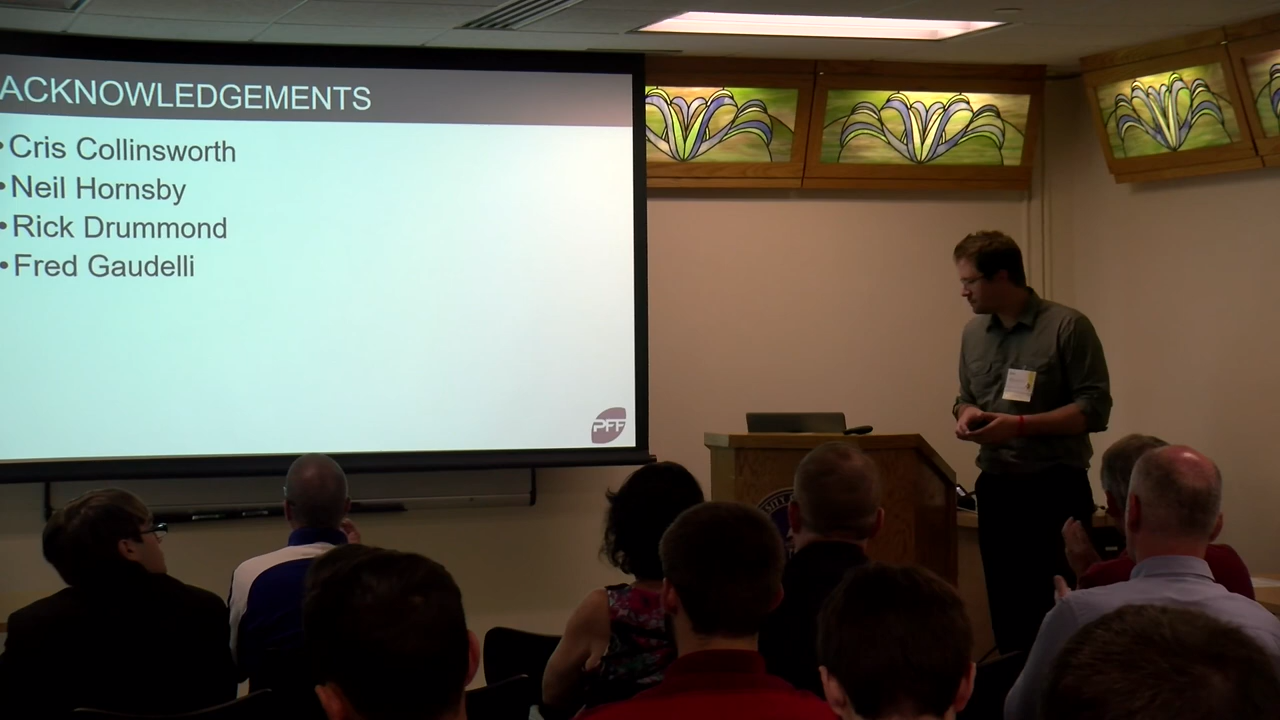 ACKNOWLEDGEMENTS
•Cris Collinsworth
•Neil Hornsby
•Rick Drummond
•Fred Gaudelli
PFF